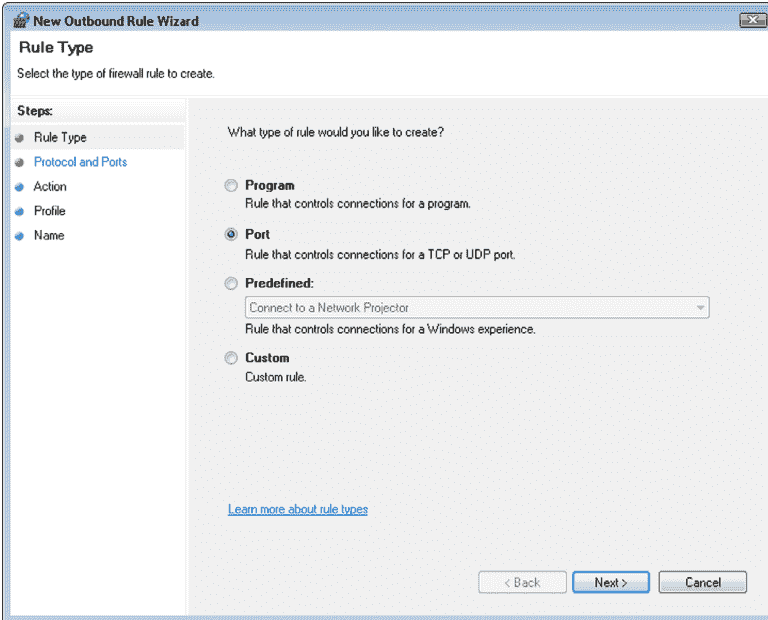 New Outbound Rule Wizard
Rule Type
Select the type of firewall rule to create.
Steps:
Rule Type
Protocol and Ports
Action
Profile
Name
What type of rule would you like to create?
Program
Rule that controls connections for a program.
Port
Rule that controls connections for a TCP or UDP port.
Predefined:
Connect to a Network Projector
Rule that controls connections for a Windows experience.
Custom
Custom rule.
Learn more about rule types
< Back Next > Cancel